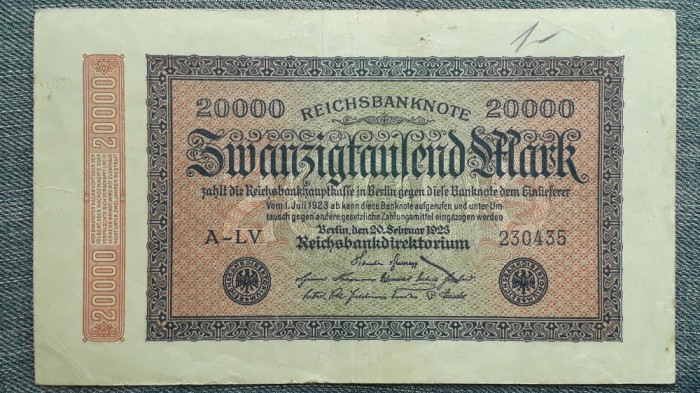 20000
REICHSBANKNOTE
20000
Zwanzigtausend Mark
zahlt die Reichsbankhauptkasse in Berlin gegen diese Banknote dem Einlieferer
Vom 1. Juli 1923 ab kann diese Banknote aufgerufen und unter Um-
tausch gegen andere gesetzliche Zahlungsmittel eingezogen werden
Berlin, den 20. Februar 1923
A-LV
Reichsbankdirektorium
230435
20000
20000